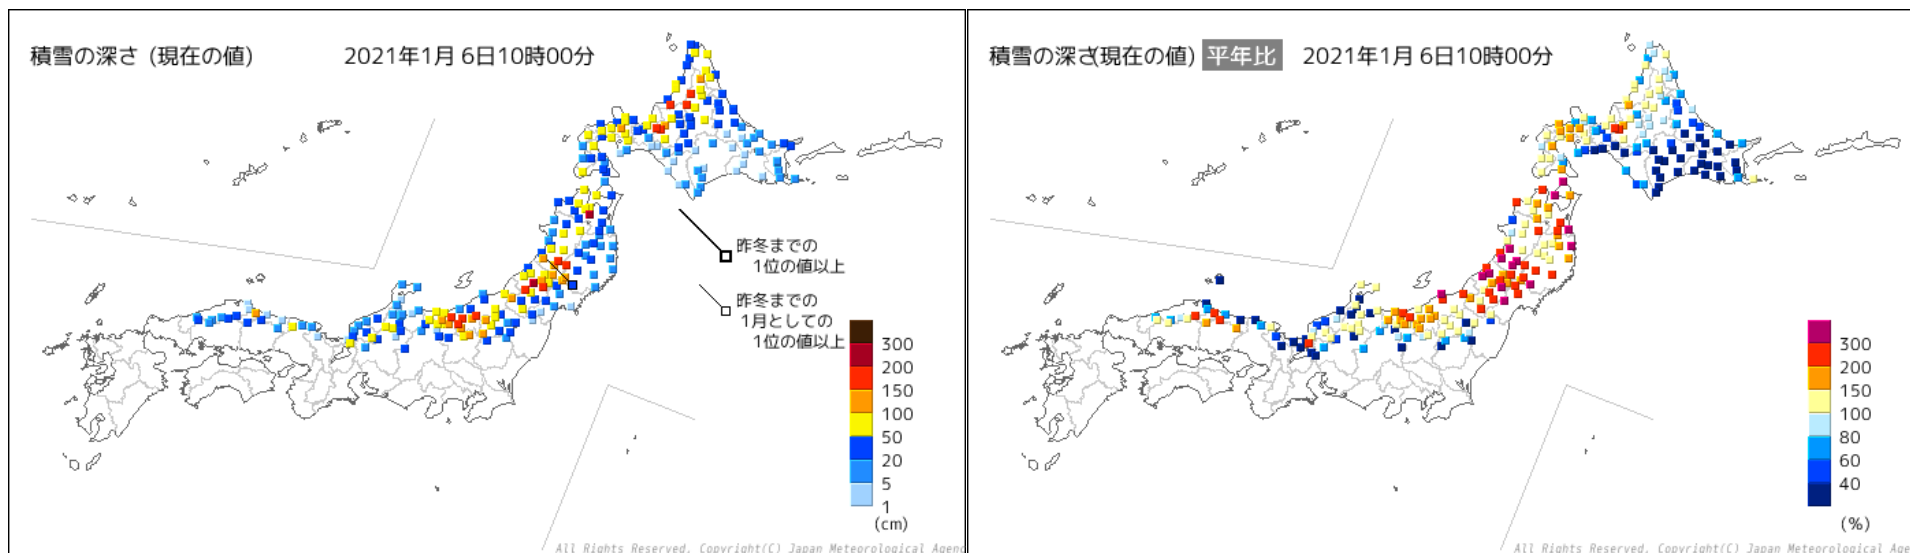 積雪の深さ (現在の値)
2021年1月 6日10時00分
昨冬までの
1位の値以上
昨冬までの
1月としての
1位の値以上
300
200
150
100
50
20
5
1
(cm)
All Rights Reserved, Copyright(C) Japan Meteorological Agenc
積雪の深さ(現在の値)
平年比
2021年1月 6日10時00分
300
200
150
100
80
60
40
(%)
All Rights Reserved, Copyright(C) Japan Meteorological Age